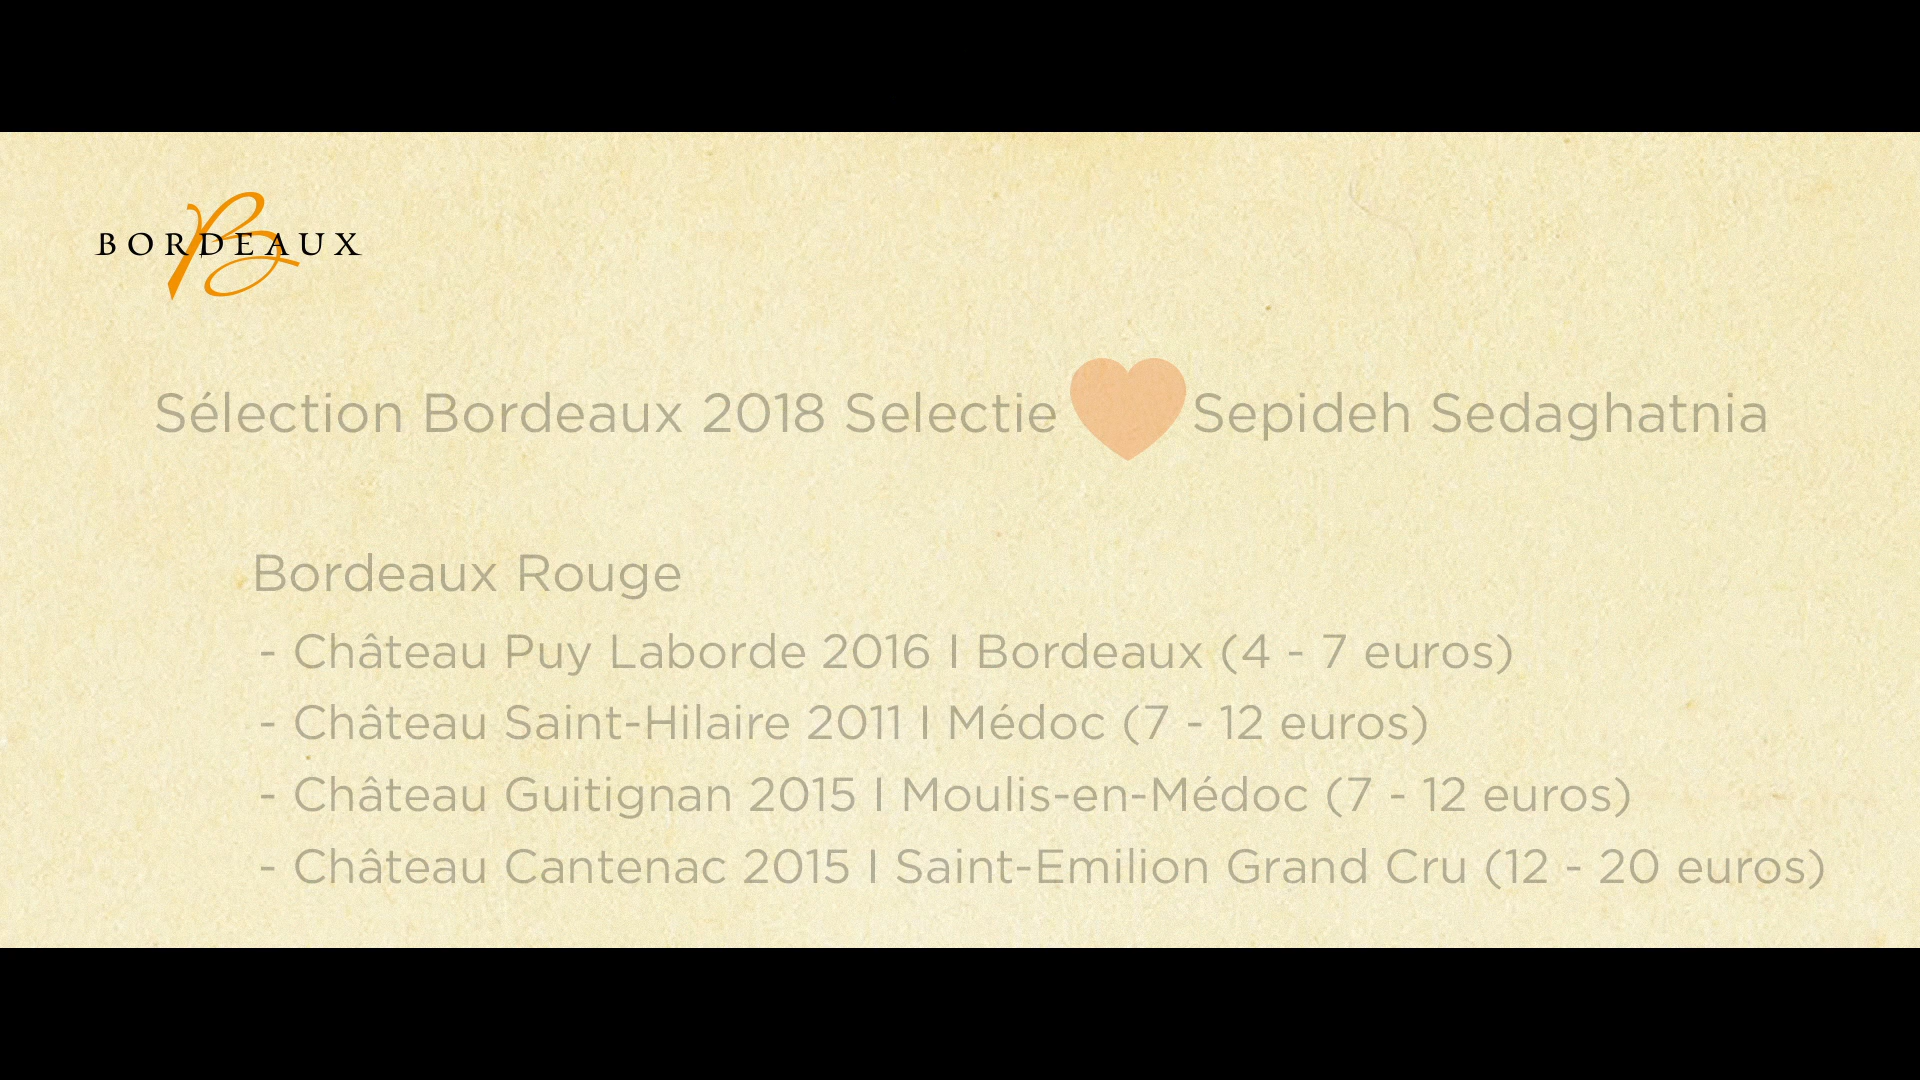 BORDEAUX
Sélection Bordeaux 2018 Selectie Sepideh Sedaghatnia
Bordeaux Rouge
- Château Puy Laborde 2016 I Bordeaux (4 - 7 euros)
- Château Saint-Hilaire 2011 I Médoc (7 - 12 euros)
- Château Guitignan 2015 I Moulis-en-Médoc (7 - 12 euros)
- Château Cantenac 2015 I Saint-Emilion Grand Cru (12 - 20 euros)